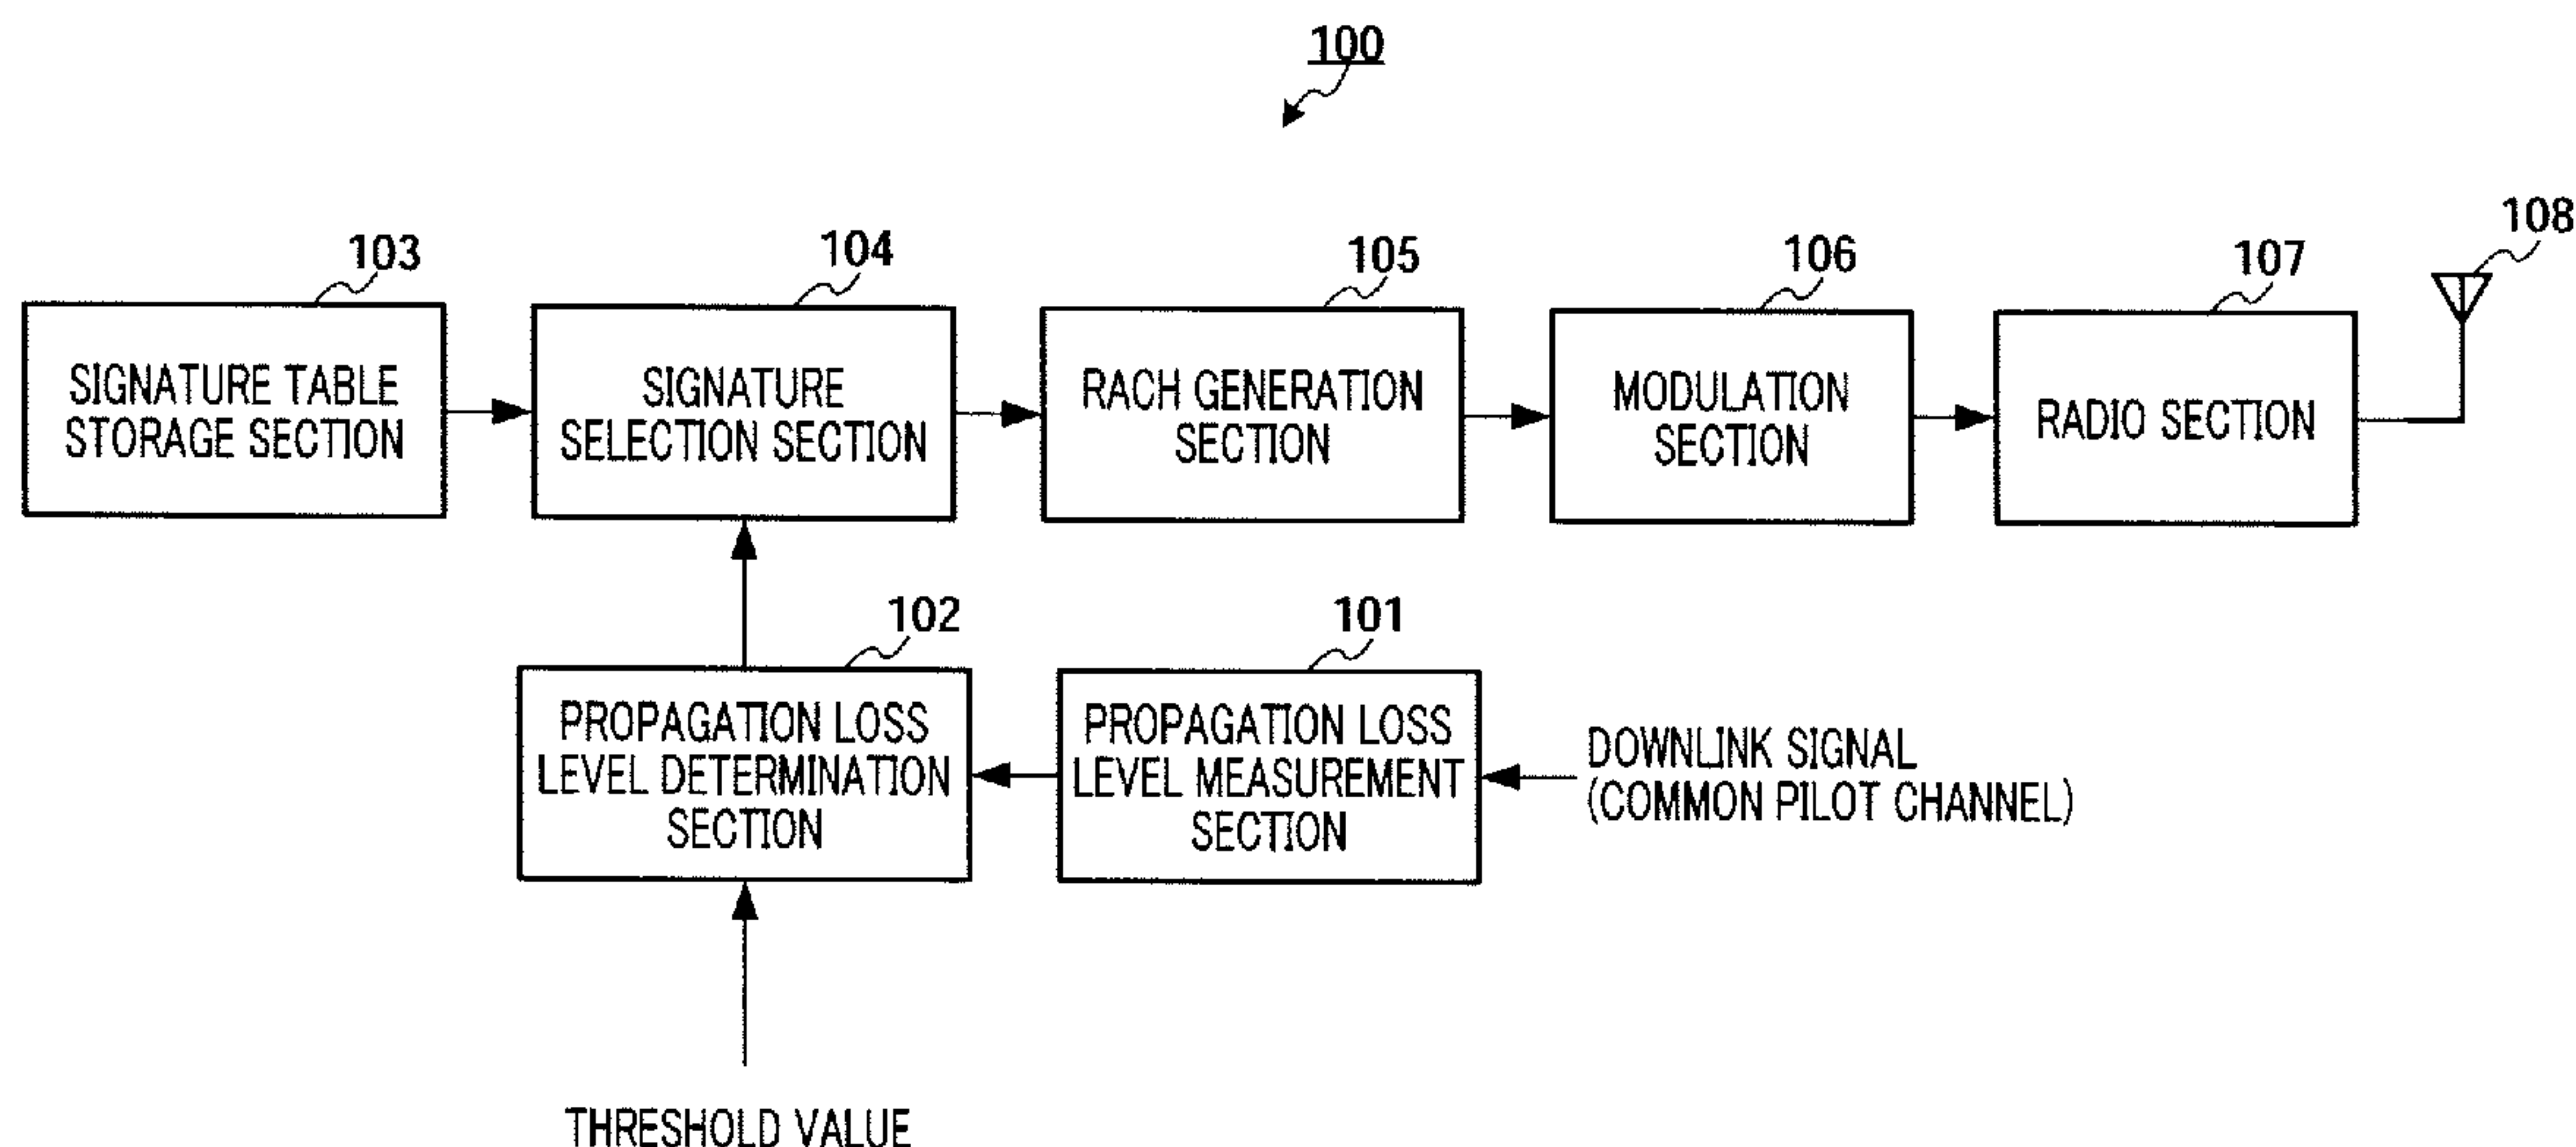 100
103
104
105
106
107
108
SIGNATURE TABLE
STORAGE SECTION
SIGNATURE
SELECTION SECTION
RACH GENERATION
SECTION
MODULATION
SECTION
RADIO SECTION
102
101
PROPAGATION LOSS
LEVEL DETERMINATION
SECTION
PROPAGATION LOSS
LEVEL MEASUREMENT
SECTION
DOWNLINK SIGNAL
(COMMON PILOT CHANNEL)
THRESHOLD VALUE